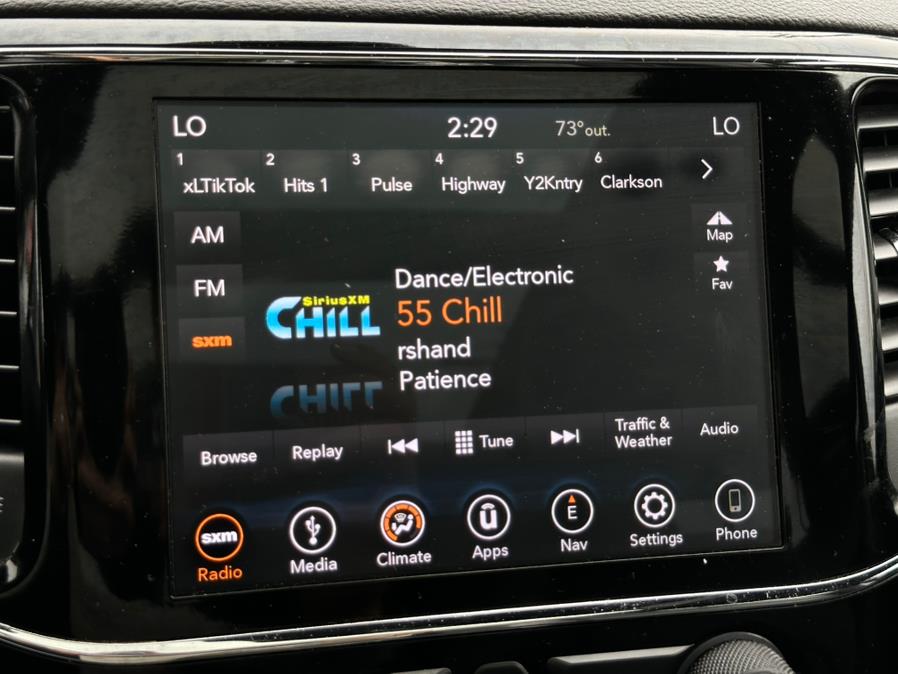 LO 2:29 73°out. LO
1 2 3 4 5 6
xLTikTok Hits 1 Pulse Highway Y2Kntry Clarkson
AM
Map
FM
Fav
sxm
SiriusXM
CHILL
Dance/Electronic
55 Chill
rshand
Patience
CHILL
Browse Replay Tune Traffic & Weather Audio
sxm E
Radio Media Climate Apps Nav Settings Phone